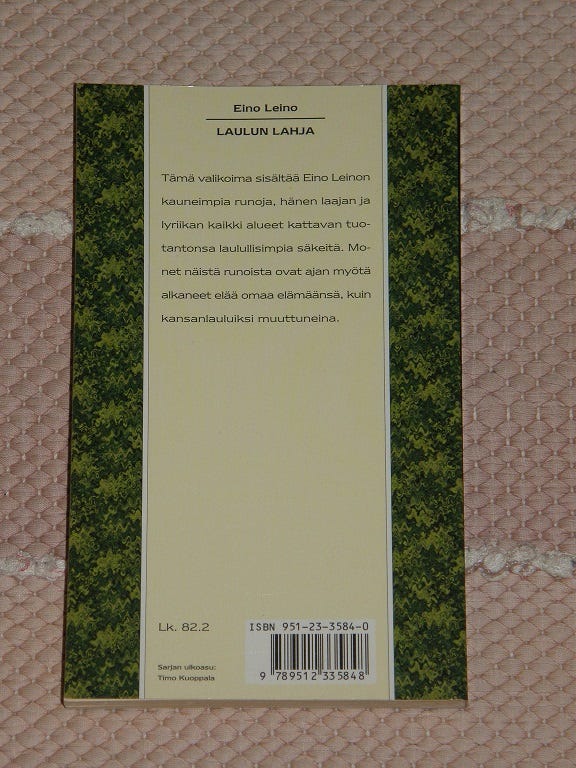 Eino Leino
LAULUN LAHJA
Tämä valikoima sisältää Eino Leinon
kauneimpia runoja, hänen laajan ja
lyriikan kaikki alueet kattavan tuo-
tantonsa laulullisimpia säkeitä. Mo-
net näistä runoista ovat ajan myötä
alkaneet elää omaa elämäänsä, kuin
kansanlauluiksi muuttuneina.
Lk. 82.2
ISBN 951-23-3584-0
Sarjan ulkoasu:
Timo Kuoppala
9 789512 335848